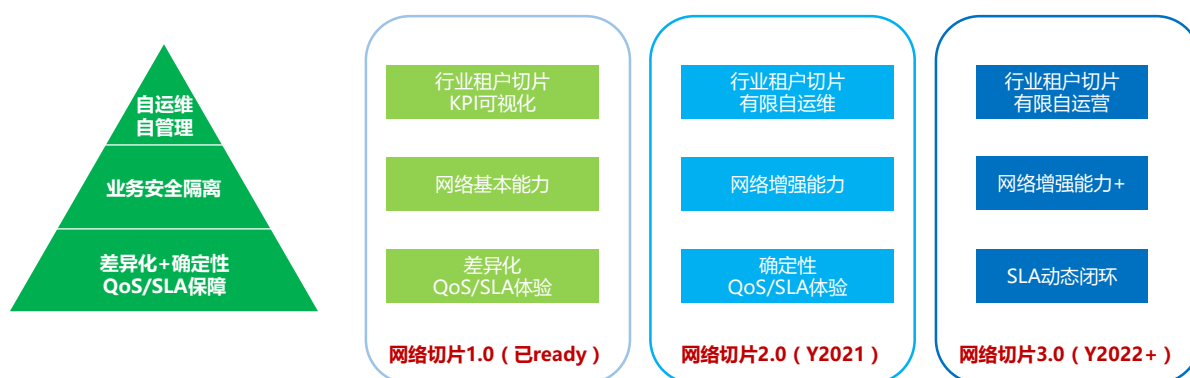 自运维
自管理
业务安全隔离
差异化+确定性
QoS/SLA保障
行业租户切片
KPI可视化
网络基本能力
差异化
QoS/SLA体验
网络切片1.0（已ready）
行业租户切片
有限自运维
网络增强能力
确定性
QoS/SLA体验
网络切片2.0（Y2021）
行业租户切片
有限自运营
网络增强能力+
SLA动态闭环
网络切片3.0（Y2022+）